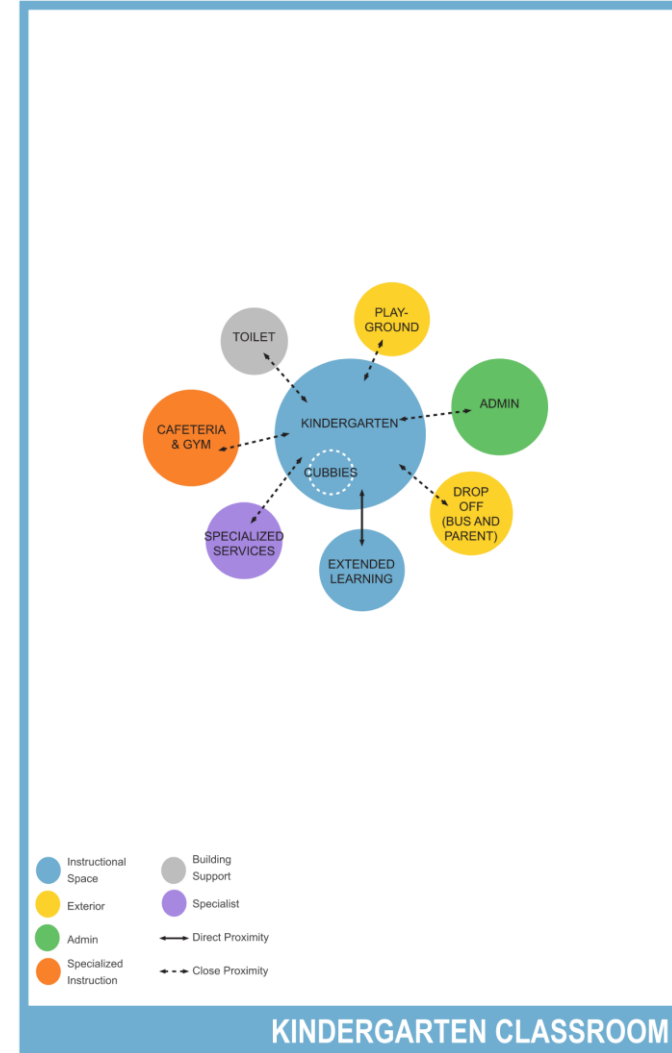 PLAY-
GROUND
TOILET
ADMIN
KINDERGARTEN
CAFETERIA
& GYM
CUBBIES
DROP
OFF
(BUS AND
PARENT)
SPECIALIZED
SERVICES
EXTENDED
LEARNING
Instructional
Space
Exterior
Admin
Specialized
Instruction
Building
Support
Specialist
Direct Proximity
Close Proximity
KINDERGARTEN CLASSROOM